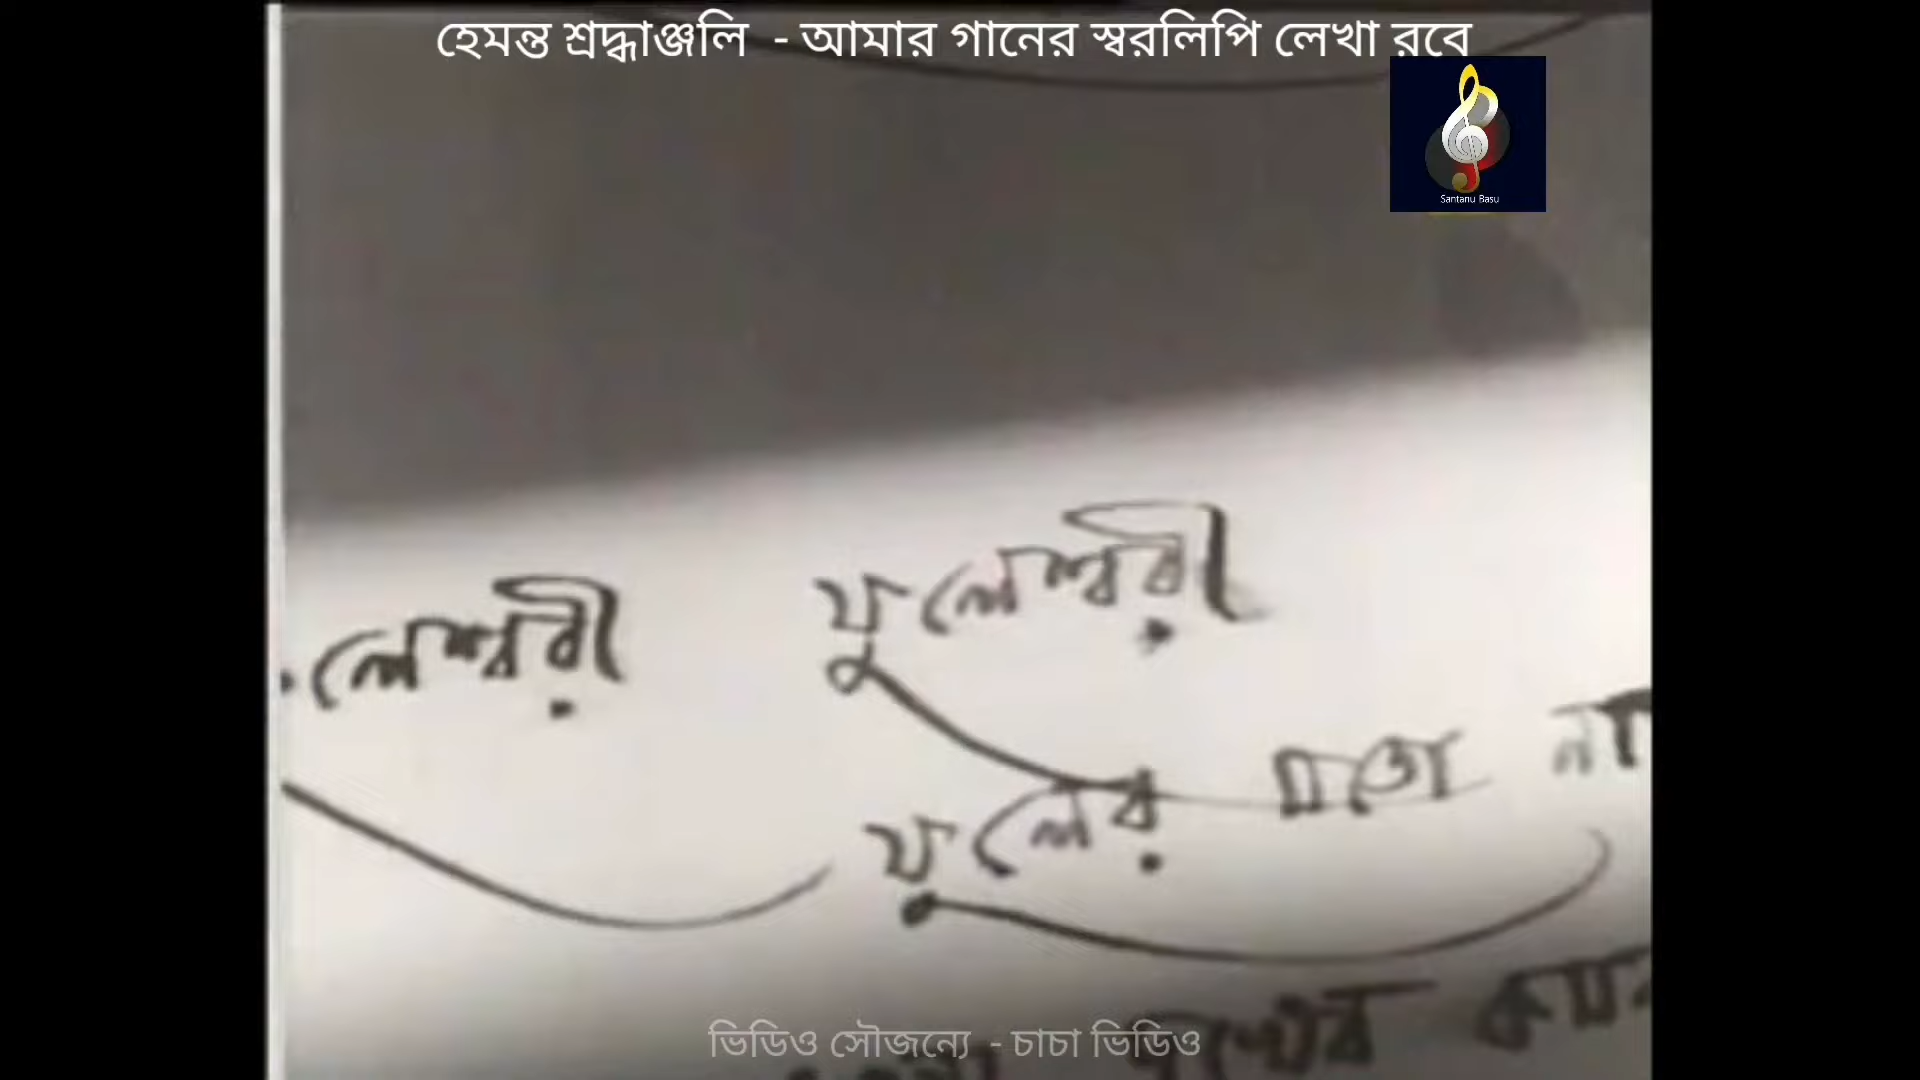 হেমন্ত শ্রদ্ধাঞ্জলি - আমার গানের স্বরলিপি লেখা রবে
Santanu Basu
লেশ্বরী ফুলেশ্বরী
ফুলের মতো না
ভিডিও সৌজন্যে - চাচা ভিডিও